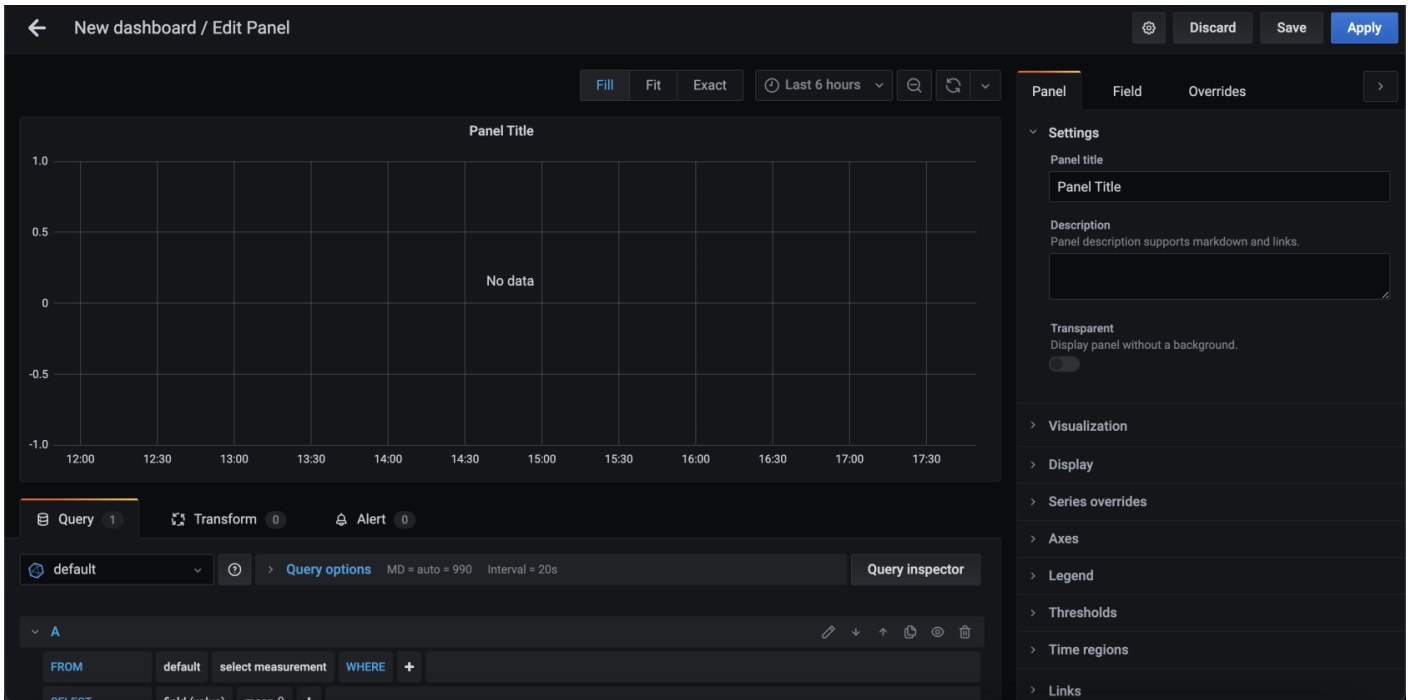 New dashboard / Edit Panel
Discard
Save
Apply
Fill
Fit
Exact
Last 6 hours
Panel
Field
Overrides
Panel Title
1.0
0.5
0
-0.5
-1.0
No data
12:00 12:30 13:00 13:30 14:00 14:30 15:00 15:30 16:00 16:30 17:00 17:30
Settings
Panel title
Panel Title
Description
Panel description supports markdown and links.
Transparent
Display panel without a background.
Visualization
Display
Series overrides
Axes
Legend
Thresholds
Time regions
Links
Query 1
Transform 0
Alert 0
default
Query options MD = auto = 990 Interval = 20s
Query inspector
A
FROM default select measurement WHERE +
SELECT field (value) mean () +